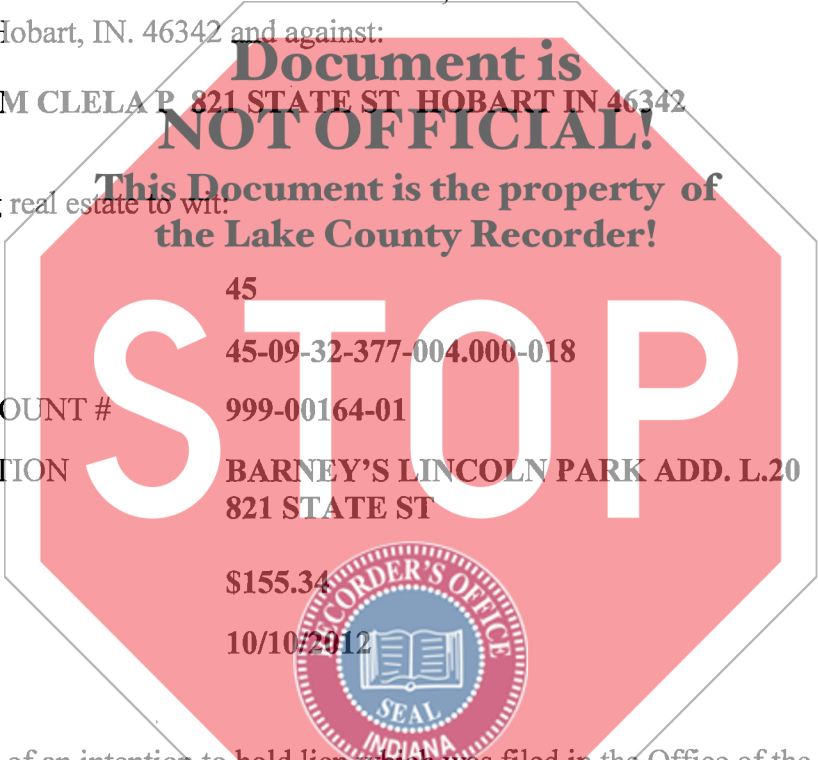 Hobart, IN. 46342 and against:
Document is
M CLELA P 821 STATE ST HOBART IN 46342
NOT OFFICIAL!
This Document is the property of
real estate to wit:
the Lake County Recorder!
45
STOP
45-09-32-377-004.000-018
OUNT # 999-00164-01
TION BARNEY'S LINCOLN PARK ADD. L.20
821 STATE ST
$155.34
RECORDER'S OFFICE
10/10/2012
SEAL
INDIANA
of an intention to hold lien which was filed in the Office of the